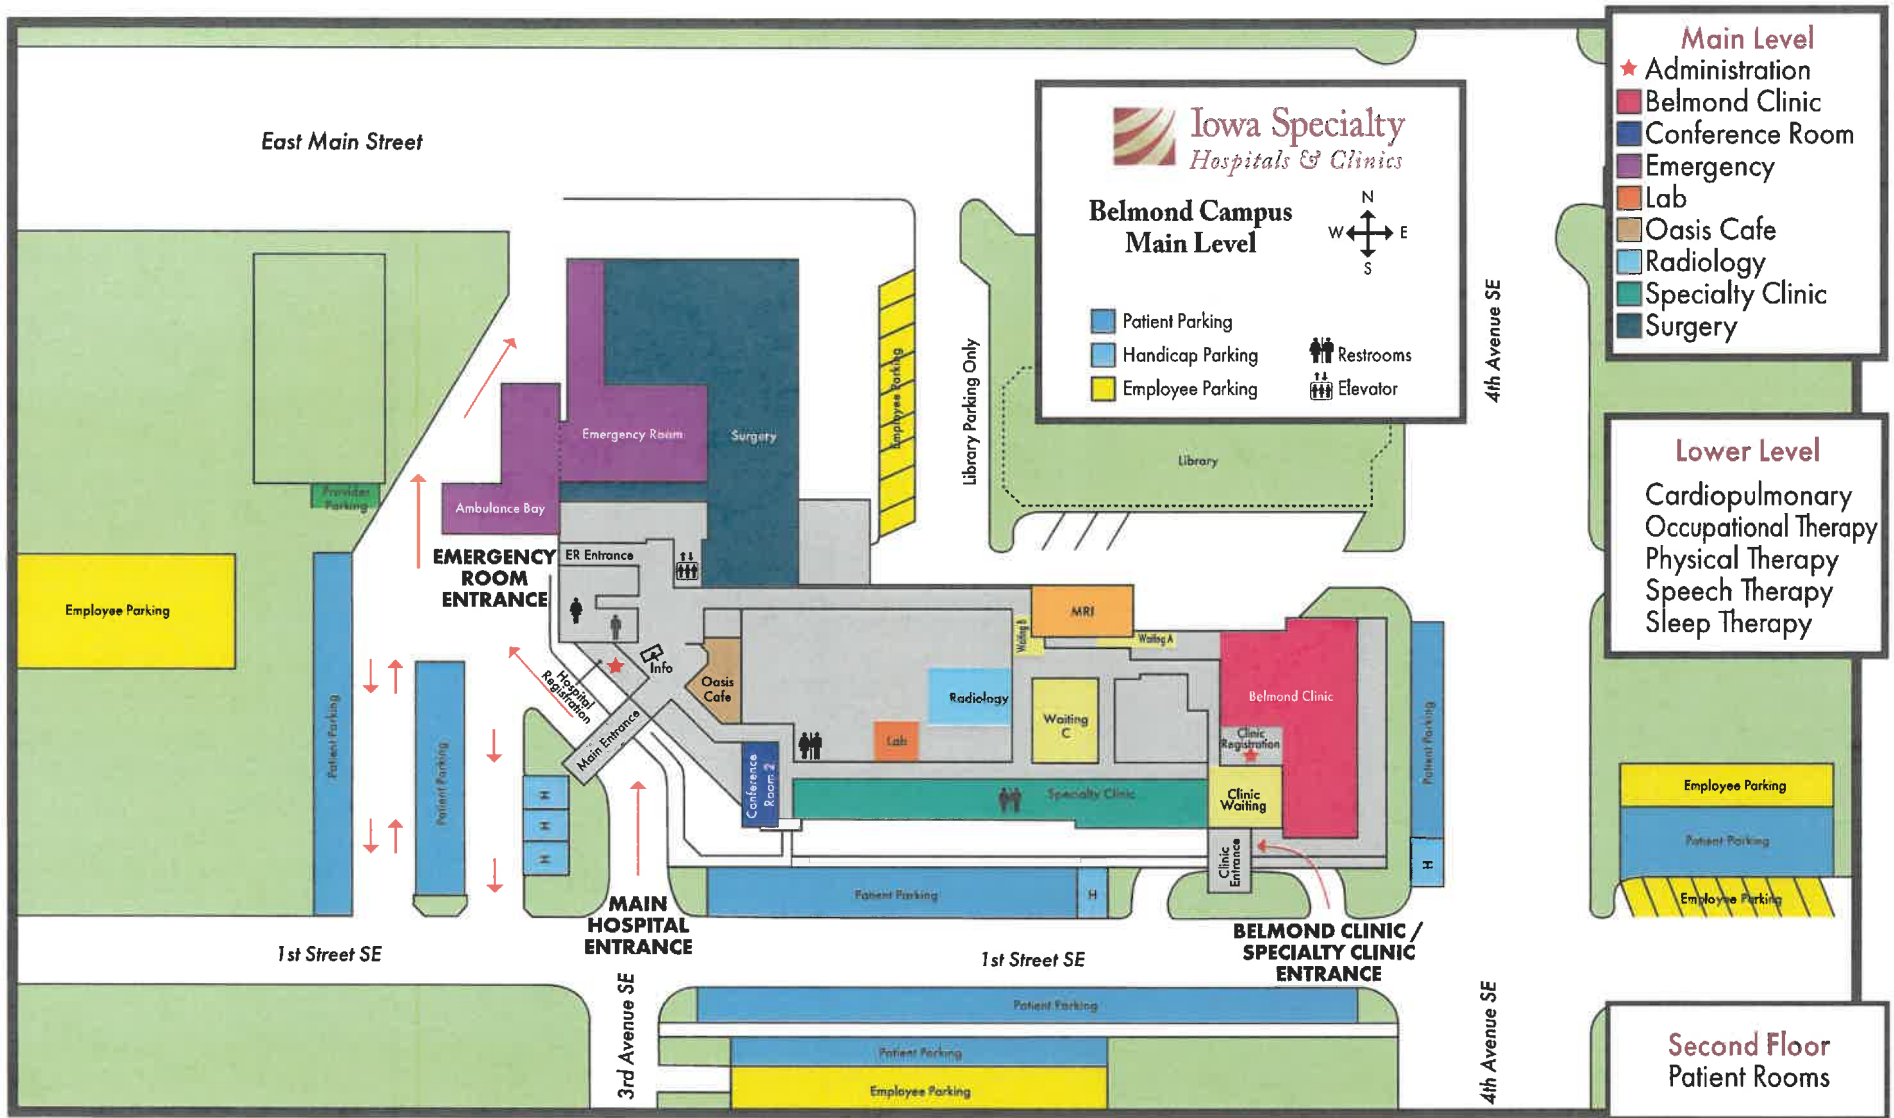 Main Level
Administration
Belmond Clinic
Conference Room
Emergency
Lab
Oasis Cafe
Radiology
Specialty Clinic
Surgery
Iowa Specialty
Hospitals & Clinics
Belmond Campus
Main Level
N
W E
S
Patient Parking
Handicap Parking
Employee Parking
Restrooms
Elevator
East Main Street
4th Avenue SE
Library Parking Only
Employee Parking
Library
Lower Level
Cardiopulmonary
Occupational Therapy
Physical Therapy
Speech Therapy
Sleep Therapy
Emergency Room
Surgery
Provider
Parking
Ambulance Bay
EMERGENCY
ROOM
ENTRANCE
ER Entrance
Employee Parking
MRI
Waiting B
Waiting A
Info
Hospital
Registration
Oasis
Cafe
Radiology
Waiting
C
Belmond Clinic
Main Entrance
Lab
Clinic
Registration
Patient Parking
Patient Parking
Patient Parking
Conference
Room 2
Specialty Clinic
Clinic
Waiting
Employee Parking
Patient Parking
Employee Parking
H
H
H
Clinic
Entrance
H
Patient Parking
H
MAIN
HOSPITAL
ENTRANCE
BELMOND CLINIC /
SPECIALTY CLINIC
ENTRANCE
1st Street SE
1st Street SE
3rd Avenue SE
4th Avenue SE
Patient Parking
Patient Parking
Employee Parking
Second Floor
Patient Rooms